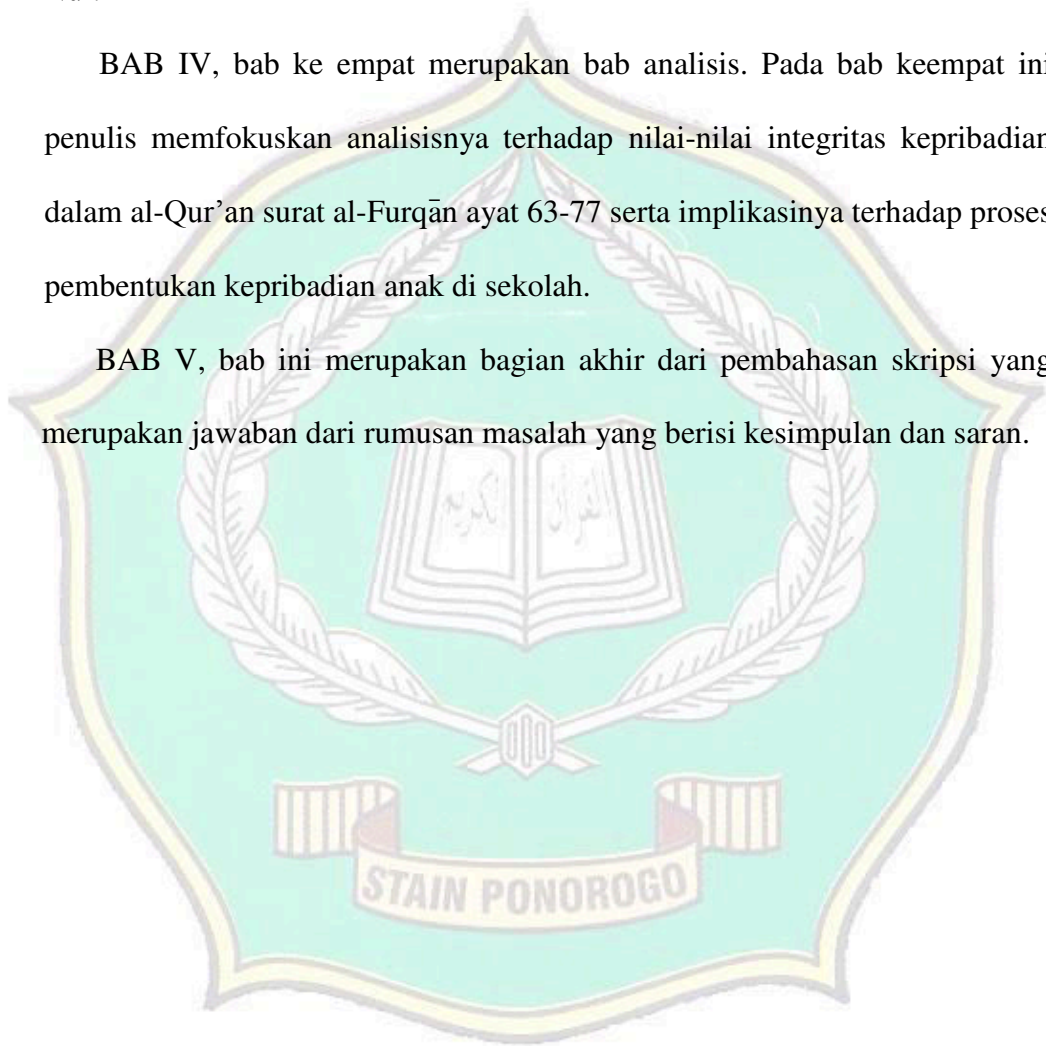 BAB IV, bab ke empat merupakan bab analisis. Pada bab keempat ini
penulis memfokuskan analisisnya terhadap nilai-nilai integritas kepribadian
dalam al-Qur’an surat al-Furqān ayat 63-77 serta implikasinya terhadap proses
pembentukan kepribadian anak di sekolah.
BAB V, bab ini merupakan bagian akhir dari pembahasan skripsi yang
merupakan jawaban dari rumusan masalah yang berisi kesimpulan dan saran.
القرآن الكريم
STAIN PONOROGO